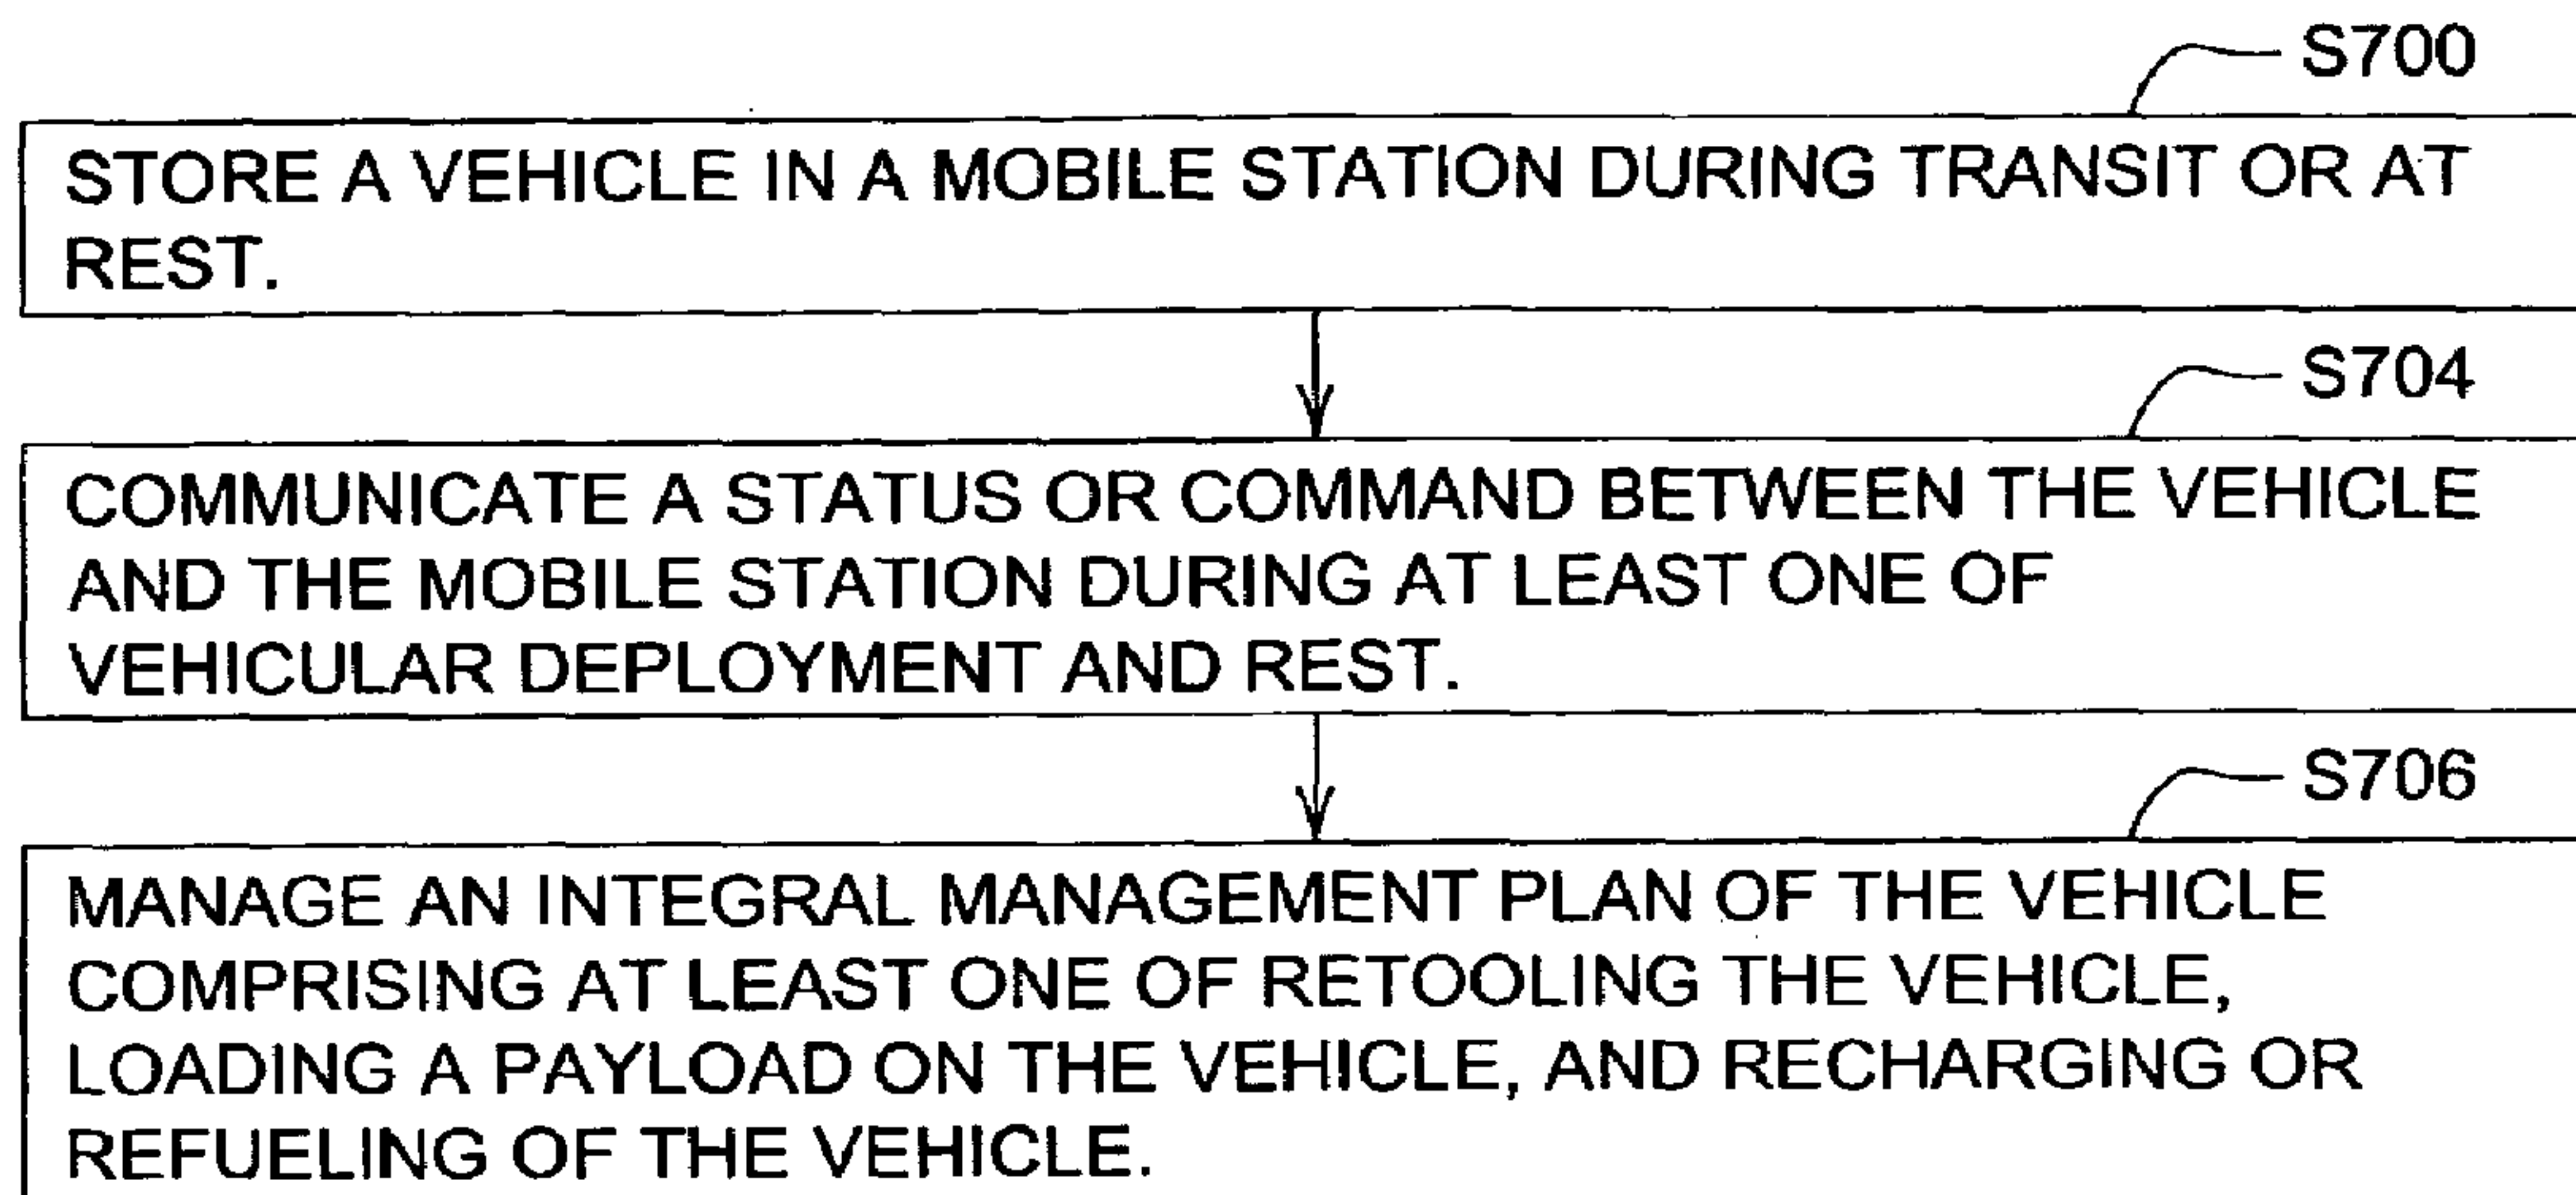 S700
STORE A VEHICLE IN A MOBILE STATION DURING TRANSIT OR AT
REST.
S704
COMMUNICATE A STATUS OR COMMAND BETWEEN THE VEHICLE
AND THE MOBILE STATION DURING AT LEAST ONE OF
VEHICULAR DEPLOYMENT AND REST.
S706
MANAGE AN INTEGRAL MANAGEMENT PLAN OF THE VEHICLE
COMPRISING AT LEAST ONE OF RETOOLING THE VEHICLE,
LOADING A PAYLOAD ON THE VEHICLE, AND RECHARGING OR
REFUELING OF THE VEHICLE.